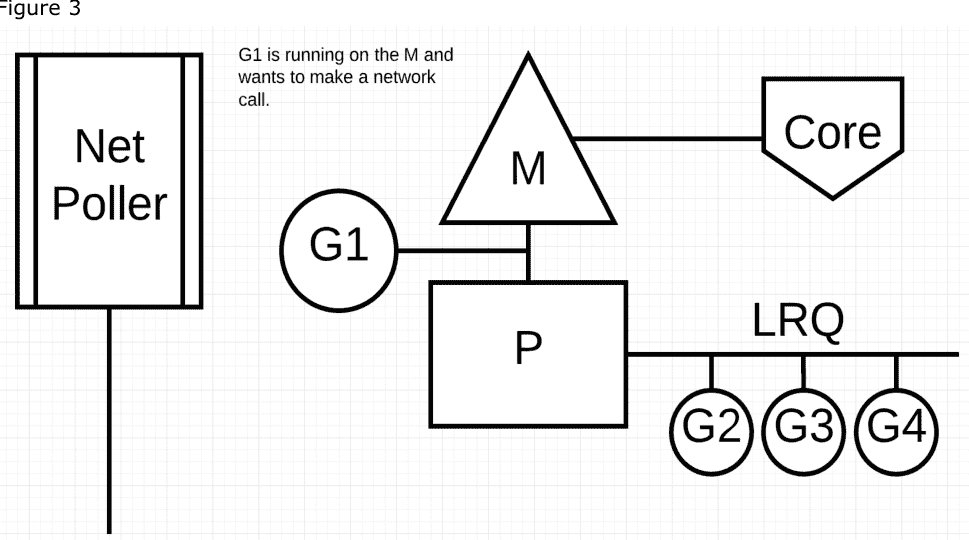 Figure 3
G1 is running on the M and
wants to make a network
call.
Net
Poller
M
Core
G1
P
LRQ
G2 G3 G4